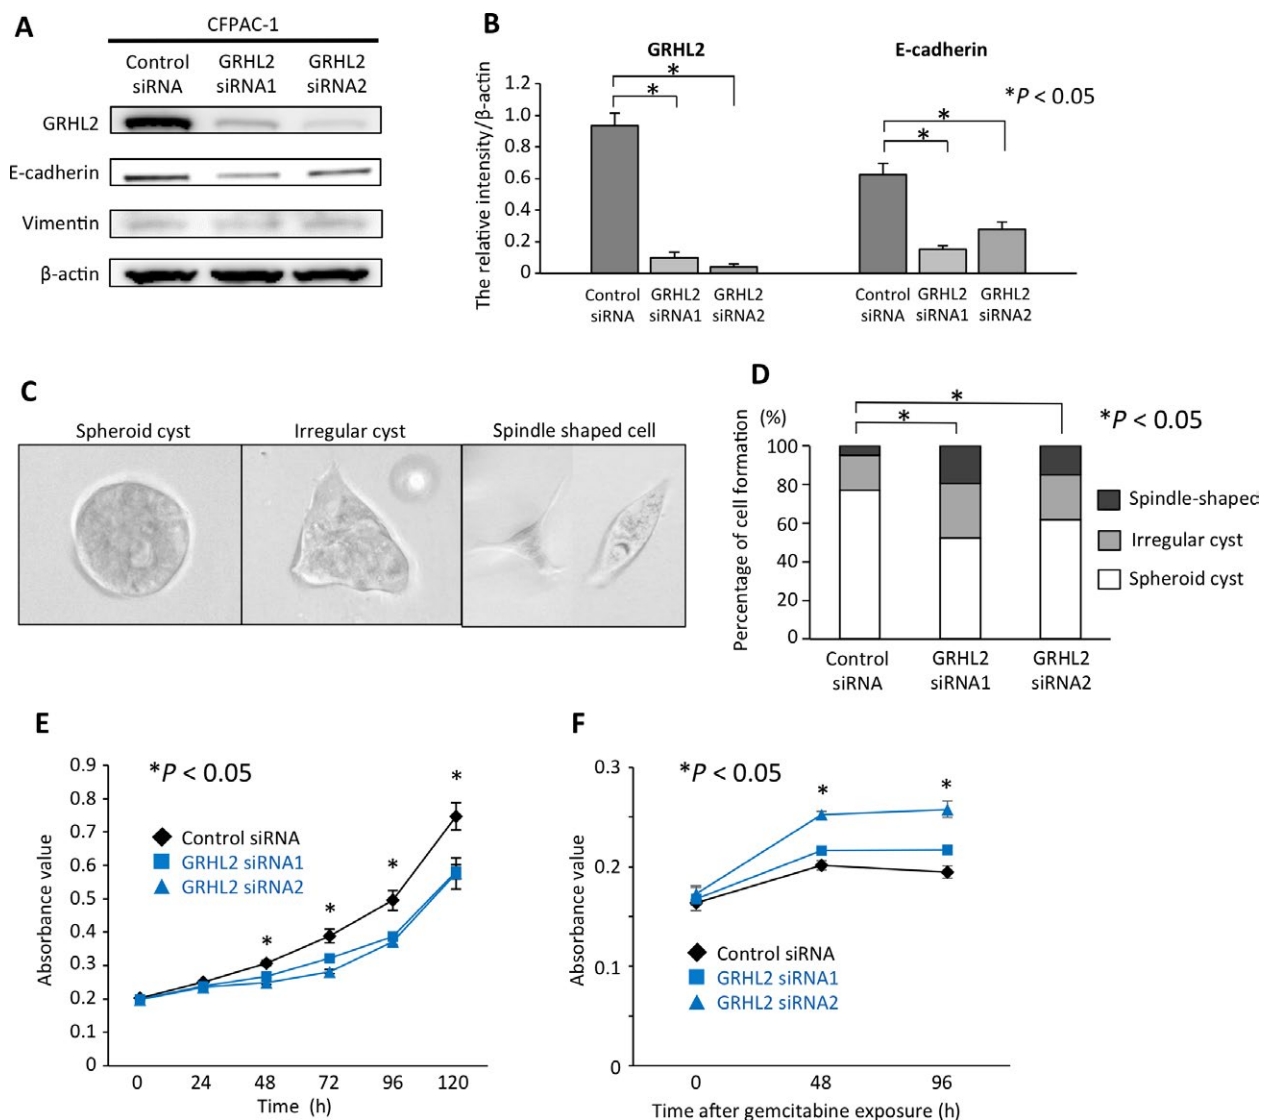 A
CFPAC-1
Control siRNA
GRHL2 siRNA1
GRHL2 siRNA2
GRHL2
E-cadherin
Vimentin
β-actin
B
GRHL2
E-cadherin
*P < 0.05
The relative intensity/β-actin
1.2
1.0
0.8
0.6
0.4
0.2
0
*
*
*
*
Control siRNA
GRHL2 siRNA1
GRHL2 siRNA2
Control siRNA
GRHL2 siRNA1
GRHL2 siRNA2
C
Spheroid cyst
Irregular cyst
Spindle shaped cell
D
(%)
*
*
*P < 0.05
Percentage of cell formation
100
80
60
40
20
0
Spindle-shaped
Irregular cyst
Spheroid cyst
Control siRNA
GRHL2 siRNA1
GRHL2 siRNA2
E
*P < 0.05
Absorbance value
0.9
0.8
0.7
0.6
0.5
0.4
0.3
0.2
0.1
0
Control siRNA
GRHL2 siRNA1
GRHL2 siRNA2
*
*
*
*
0 24 48 72 96 120
Time (h)
F
*P < 0.05
Absorbance value
0.3
0.2
0.1
0
*
*
Control siRNA
GRHL2 siRNA1
GRHL2 siRNA2
0 48 96
Time after gemcitabine exposure (h)